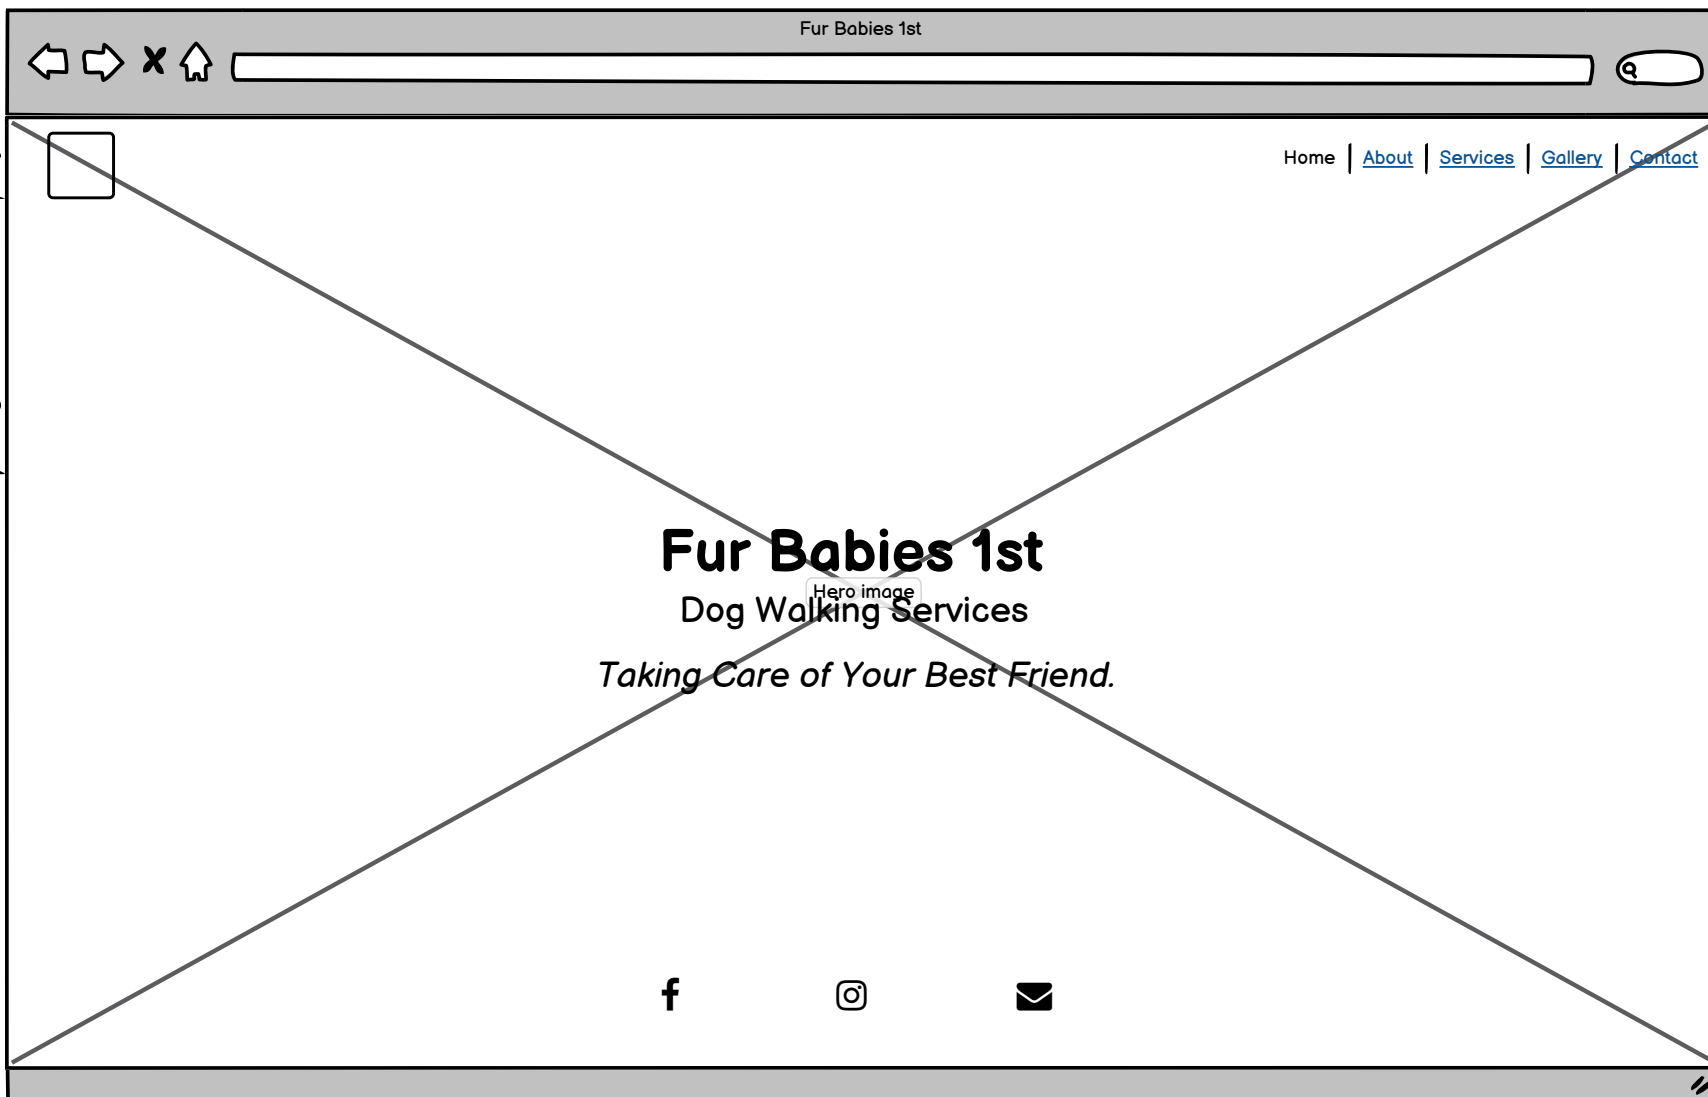 Fur Babies 1st
Home About Services Gallery Contact
Fur Babies 1st
Hero image
Dog Walking Services
Taking Care of Your Best Friend.